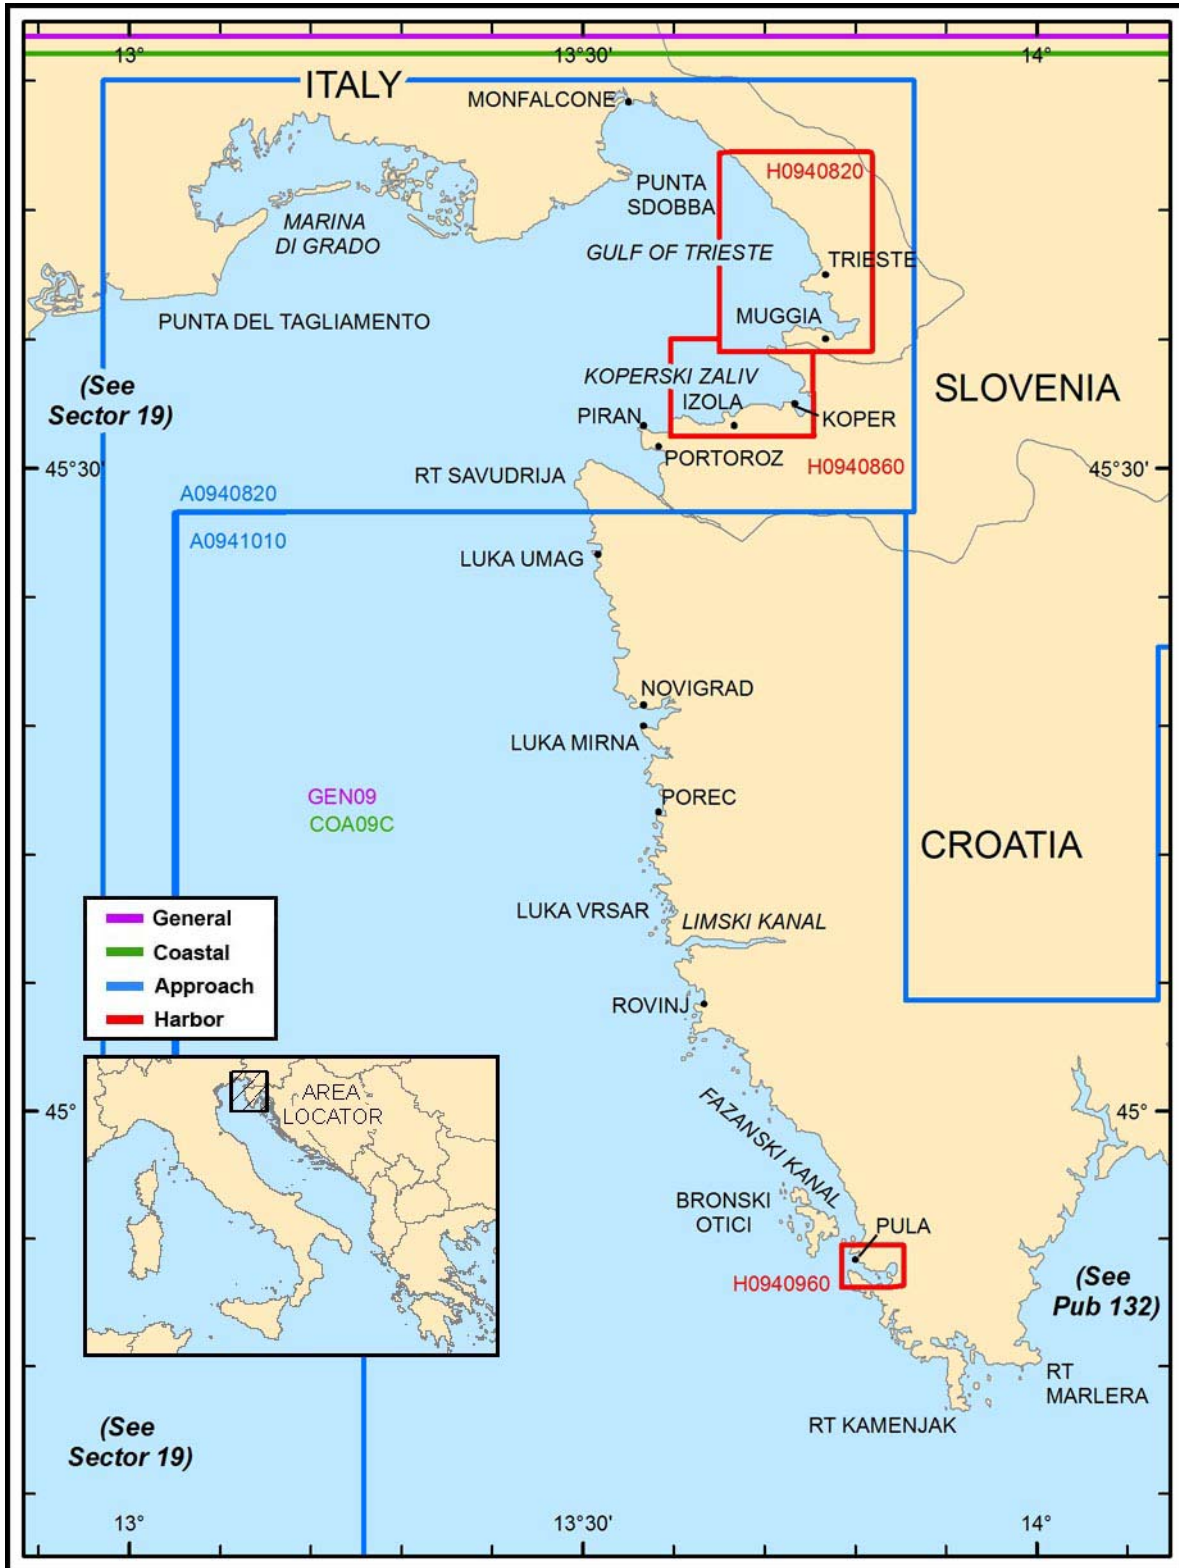 13°
13°30'
14°
ITALY
MONFALCONE
H0940820
PUNTA
SDOBBA
MARINA
DI GRADO
GULF OF TRIESTE
TRIESTE
MUGGIA
PUNTA DEL TAGLIAMENTO
(See
Sector 19)
KOPERSKI ZALIV
IZOLA
SLOVENIA
PIRAN
KOPER
PORTOROZ
H0940860
45°30'
45°30'
RT SAVUDRIJA
A0940820
A0941010
LUKA UMAG
NOVIGRAD
LUKA MIRNA
GEN09
COA09C
POREC
CROATIA
LUKA VRSAR
LIMSKI KANAL
General
Coastal
Approach
Harbor
ROVINJ
AREA
LOCATOR
45°
45°
FAZANSKI KANAL
BRONSKI
OTICI
PULA
H0940960
(See
Pub 132)
RT
MARLERA
RT KAMENJAK
(See
Sector 19)
13°
13°30'
14°